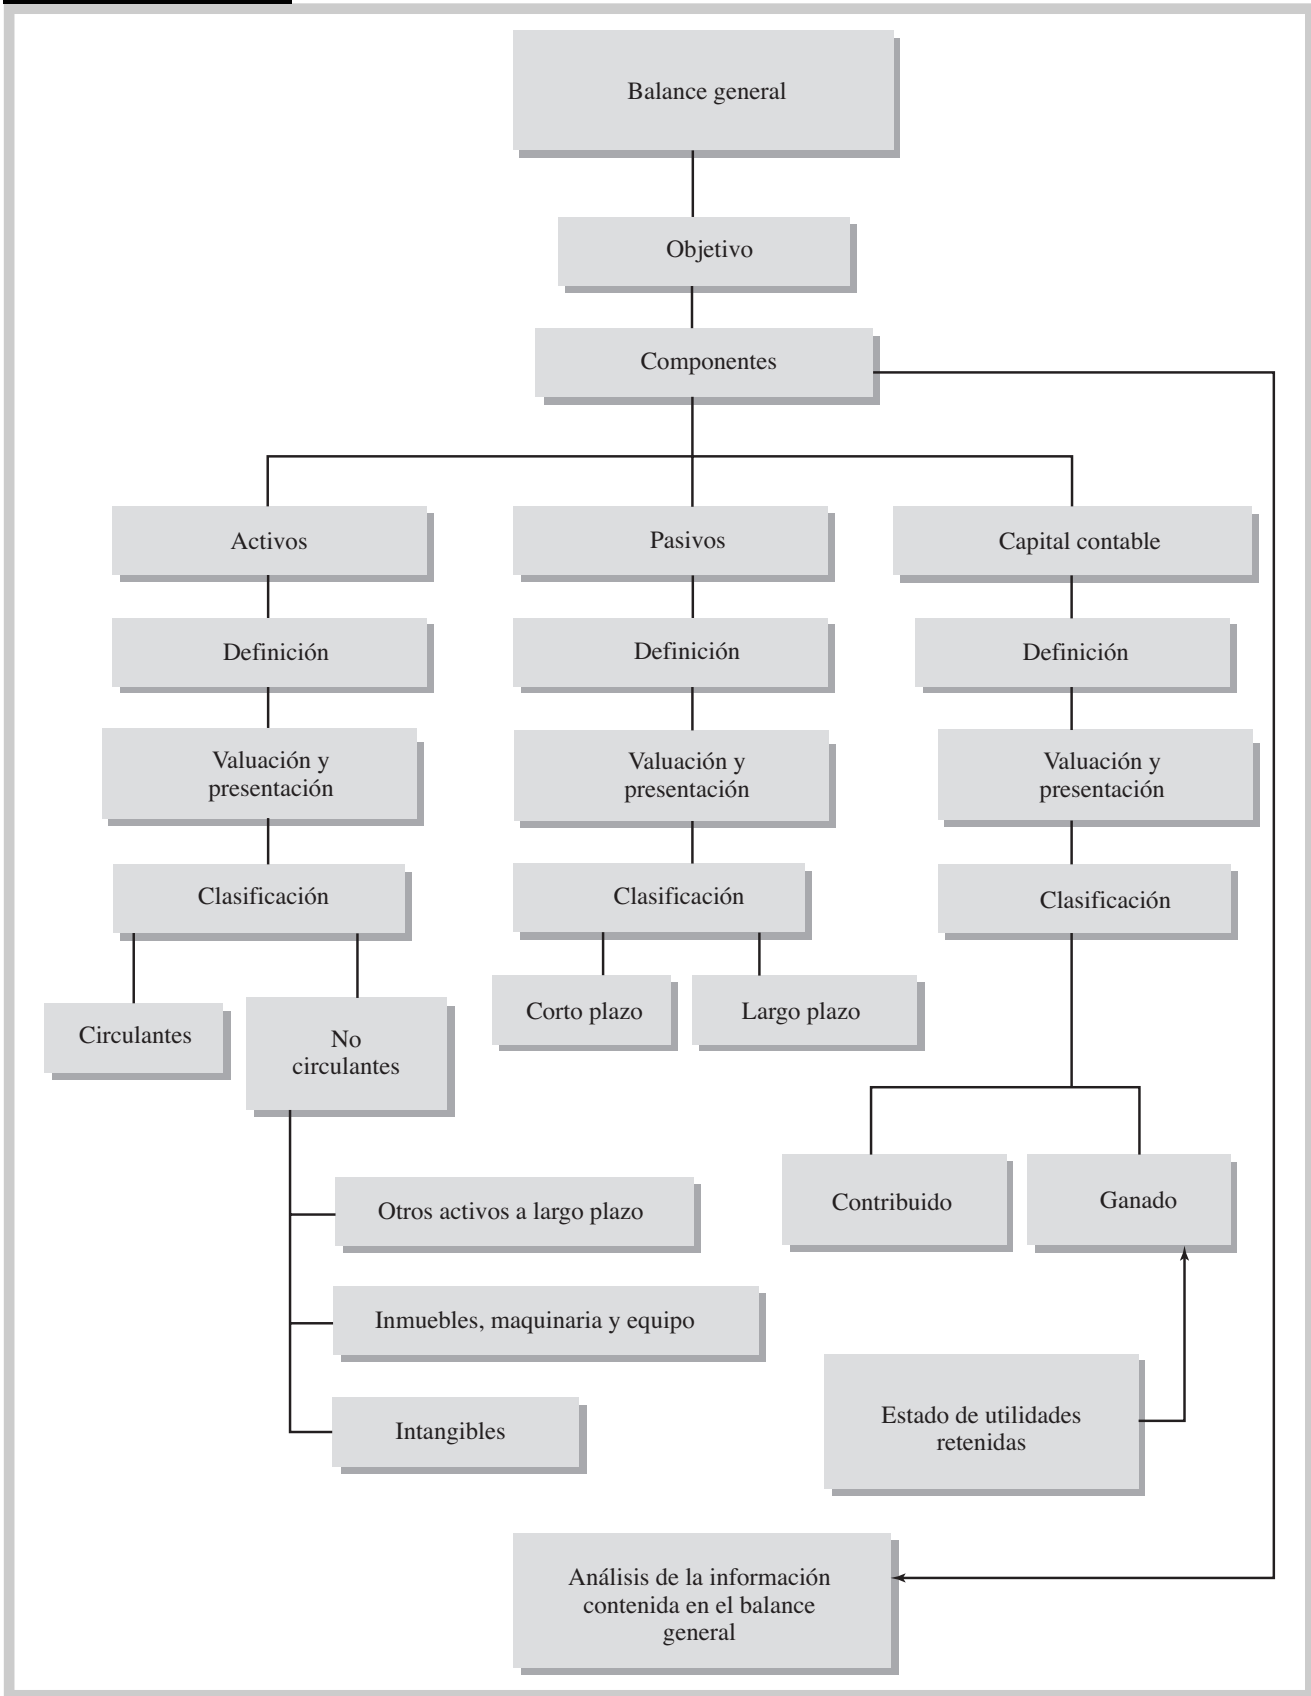 Balance general
Objetivo
Componentes
Activos
Pasivos
Capital contable
Definición
Definición
Definición
Valuación y
presentación
Valuación y
presentación
Valuación y
presentación
Clasificación
Clasificación
Clasificación
Circulantes
No
circulantes
Corto plazo
Largo plazo
Otros activos a largo plazo
Inmuebles, maquinaria y equipo
Intangibles
Contribuido
Ganado
Estado de utilidades
retenidas
Análisis de la información
contenida en el balance
general